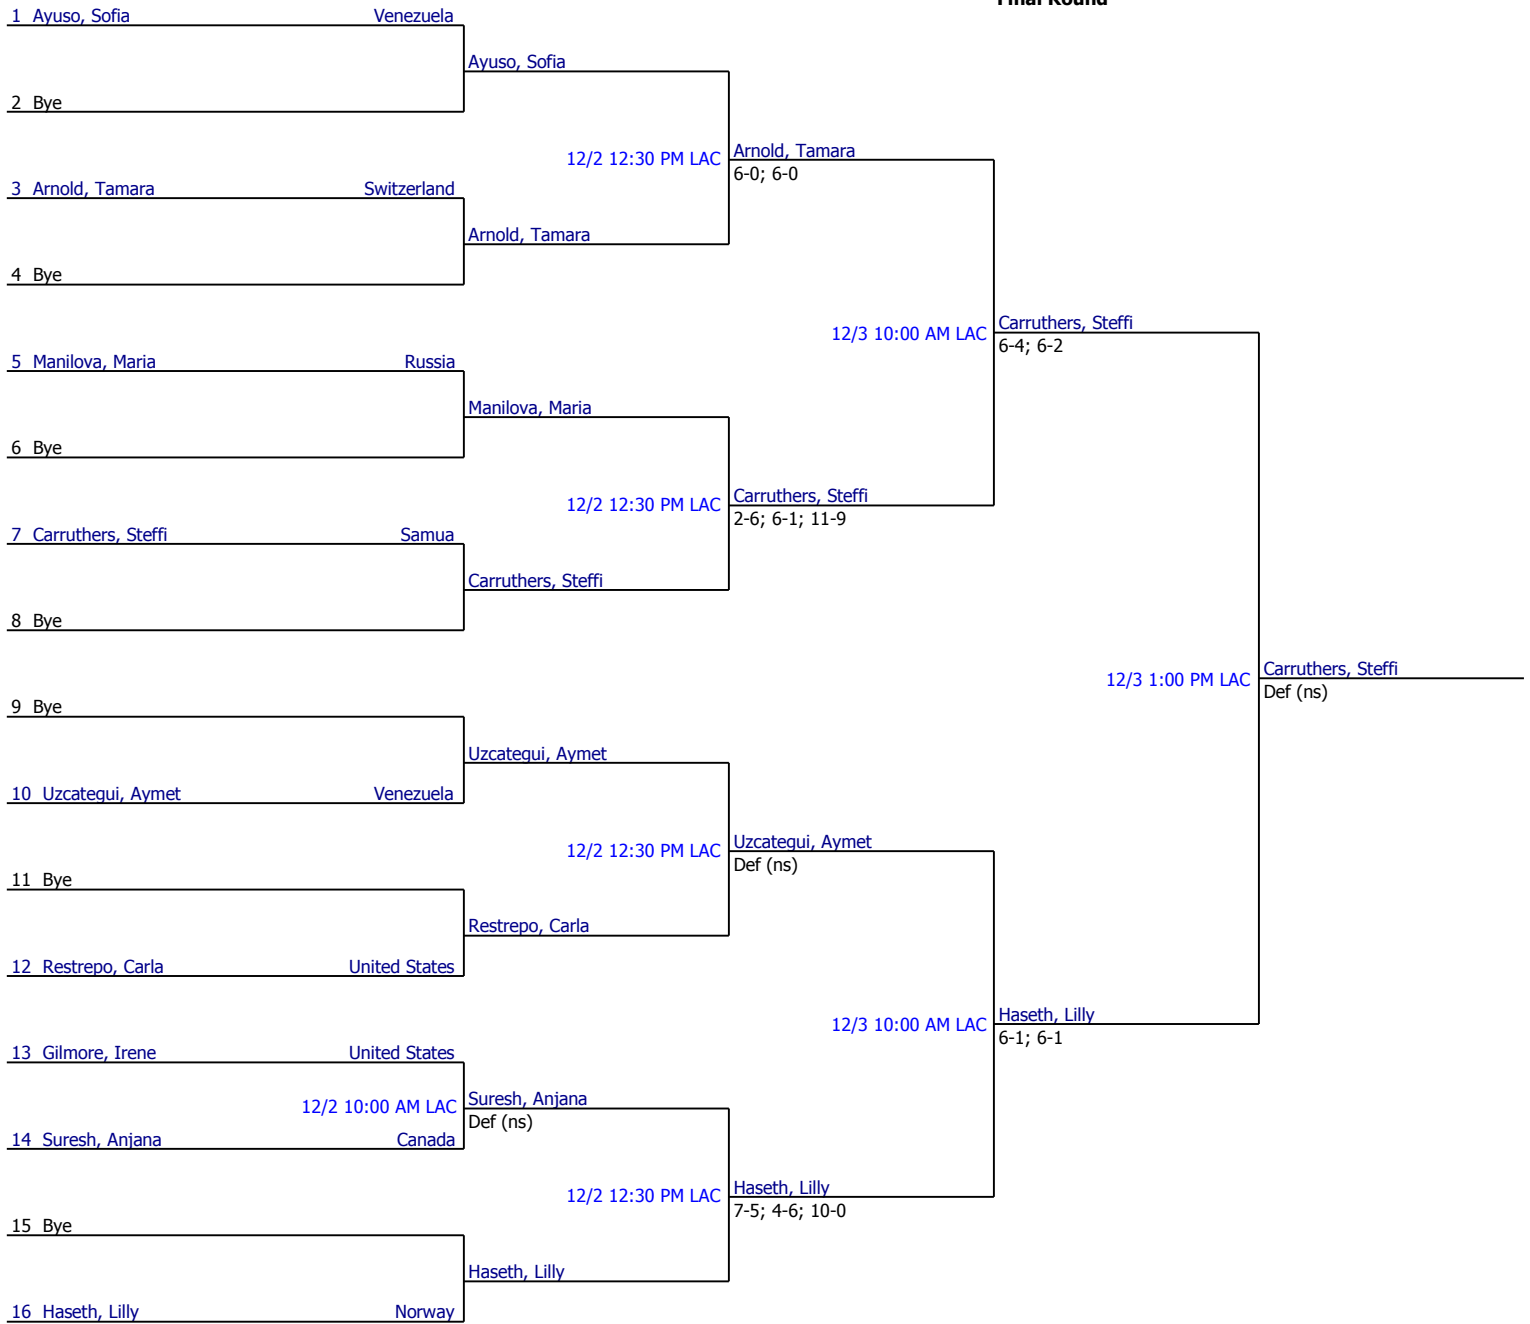 Final Round
1 Ayuso, Sofia Venezuela
Ayuso, Sofia
2 Bye
12/2 12:30 PM LAC Arnold, Tamara
6-0; 6-0
3 Arnold, Tamara Switzerland
Arnold, Tamara
4 Bye
12/3 10:00 AM LAC Carruthers, Steffi
6-4; 6-2
5 Manilova, Maria Russia
Manilova, Maria
6 Bye
12/2 12:30 PM LAC Carruthers, Steffi
2-6; 6-1; 11-9
7 Carruthers, Steffi Samua
Carruthers, Steffi
8 Bye
12/3 1:00 PM LAC Carruthers, Steffi
Def (ns)
9 Bye
Uzcategui, Aymet
10 Uzcategui, Aymet Venezuela
12/2 12:30 PM LAC Uzcategui, Aymet
Def (ns)
11 Bye
Restrepo, Carla
12 Restrepo, Carla United States
12/3 10:00 AM LAC Haseth, Lilly
6-1; 6-1
13 Gilmore, Irene United States
12/2 10:00 AM LAC Suresh, Anjana
Def (ns)
14 Suresh, Anjana Canada
12/2 12:30 PM LAC Haseth, Lilly
7-5; 4-6; 10-0
15 Bye
Haseth, Lilly
16 Haseth, Lilly Norway